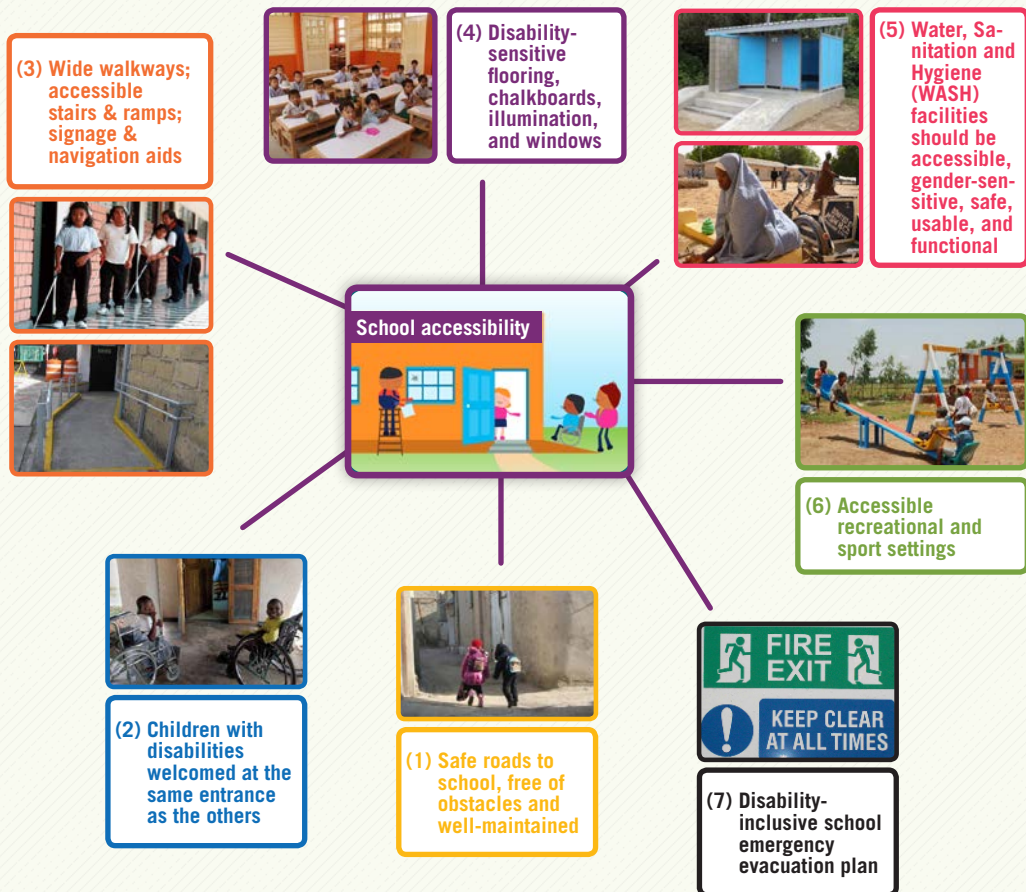 (3) Wide walkways;
accessible
stairs & ramps;
signage &
navigation aids
(4) Disability-
sensitive
flooring,
chalkboards,
illumination,
and windows
(5) Water, Sa-
nitation and
Hygiene
(WASH)
facilities
should be
accessible,
gender-sen-
sitive, safe,
usable, and
functional
School accessibility
(6) Accessible
recreational and
sport settings
(2) Children with
disabilities
welcomed at the
same entrance
as the others
(1) Safe roads to
school, free of
obstacles and
well-maintained
FIRE
EXIT
KEEP CLEAR
AT ALL TIMES
(7) Disability-
inclusive school
emergency
evacuation plan